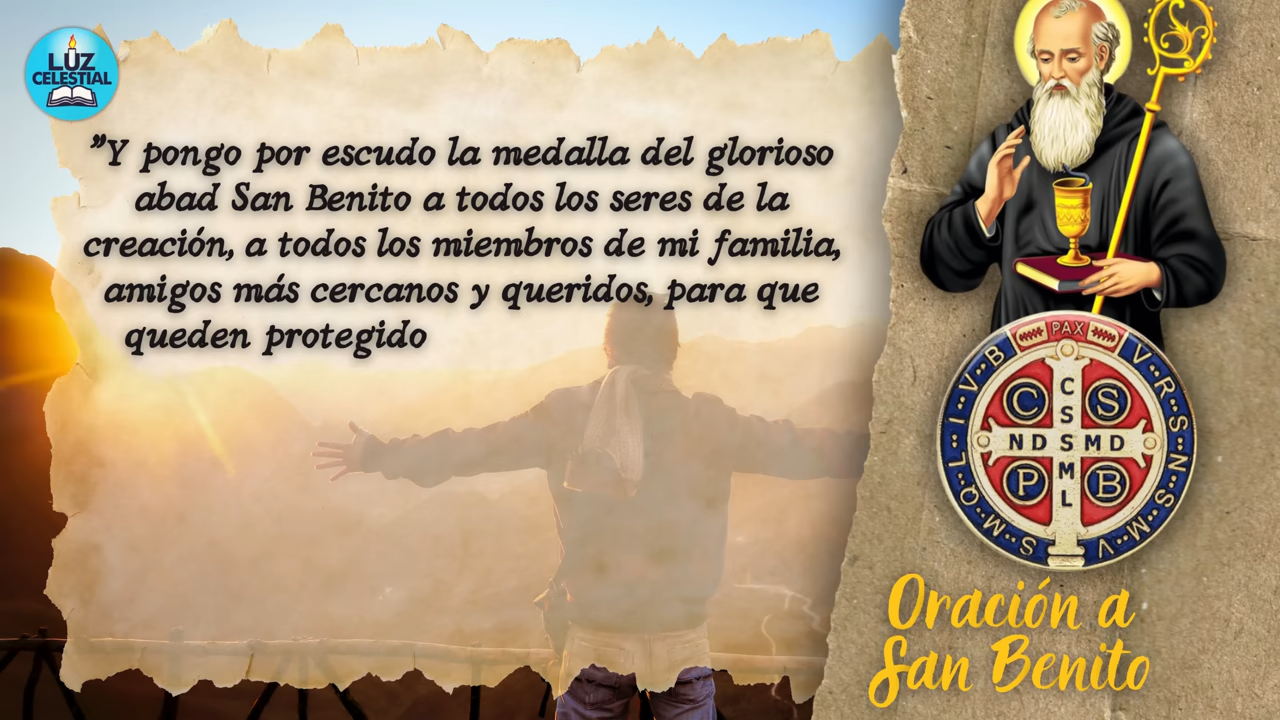 LUZ
CELESTIAL
"Y pongo por escudo la medalla del glorioso
abad San Benito a todos los seres de la
creación, a todos los miembros de mi familia,
amigos más cercanos y queridos, para que
queden protegido
PAX
V R S N S M V S M Q L I V B
C S P B
C S S M L
N D S M D
Oración a
San Benito